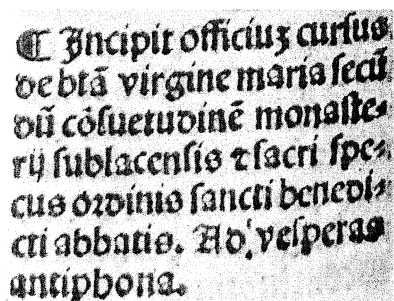 ¶ Incipit officiuꝫ curſus
de btā virgine maria ſecū
dū cōſuetudinē monaſte⸗
rij ſublacenſis ⁊ ſacri ſpe⸗
cus ordinis ſancti benedi⸗
cti abbatis. Ad veſperas
antiphona.